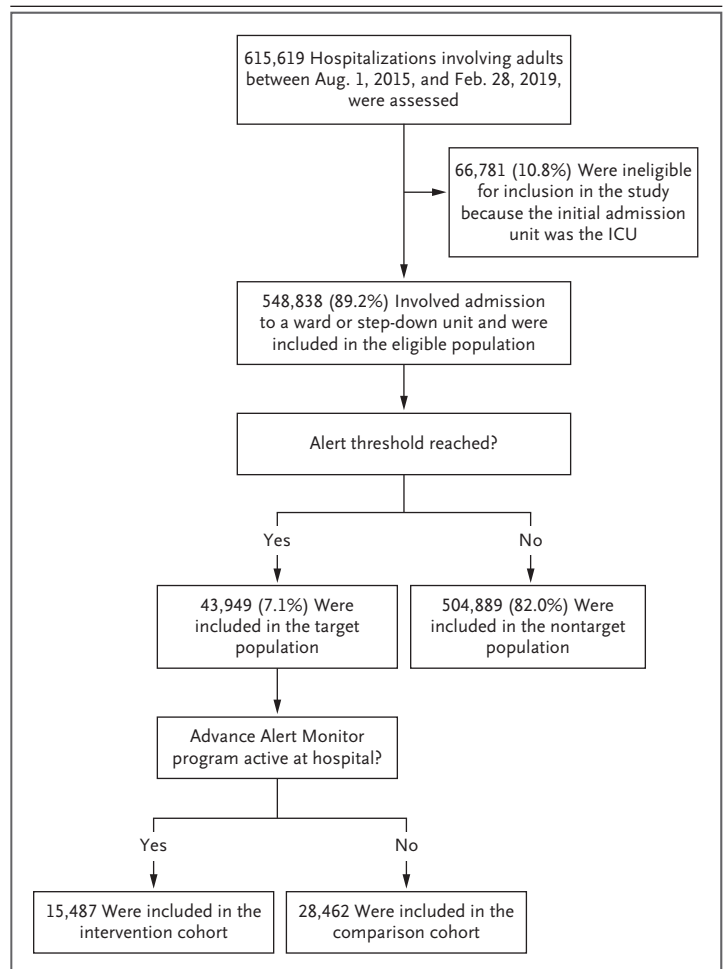 615,619 Hospitalizations involving adults
between Aug. 1, 2015, and Feb. 28, 2019,
were assessed
66,781 (10.8%) Were ineligible
for inclusion in the study
because the initial admission
unit was the ICU
548,838 (89.2%) Involved admission
to a ward or step-down unit and were
included in the eligible population
Alert threshold reached?
Yes
No
43,949 (7.1%) Were
included in the target
population
504,889 (82.0%) Were
included in the nontarget
population
Advance Alert Monitor
program active at hospital?
Yes
No
15,487 Were included in the
intervention cohort
28,462 Were included in the
comparison cohort